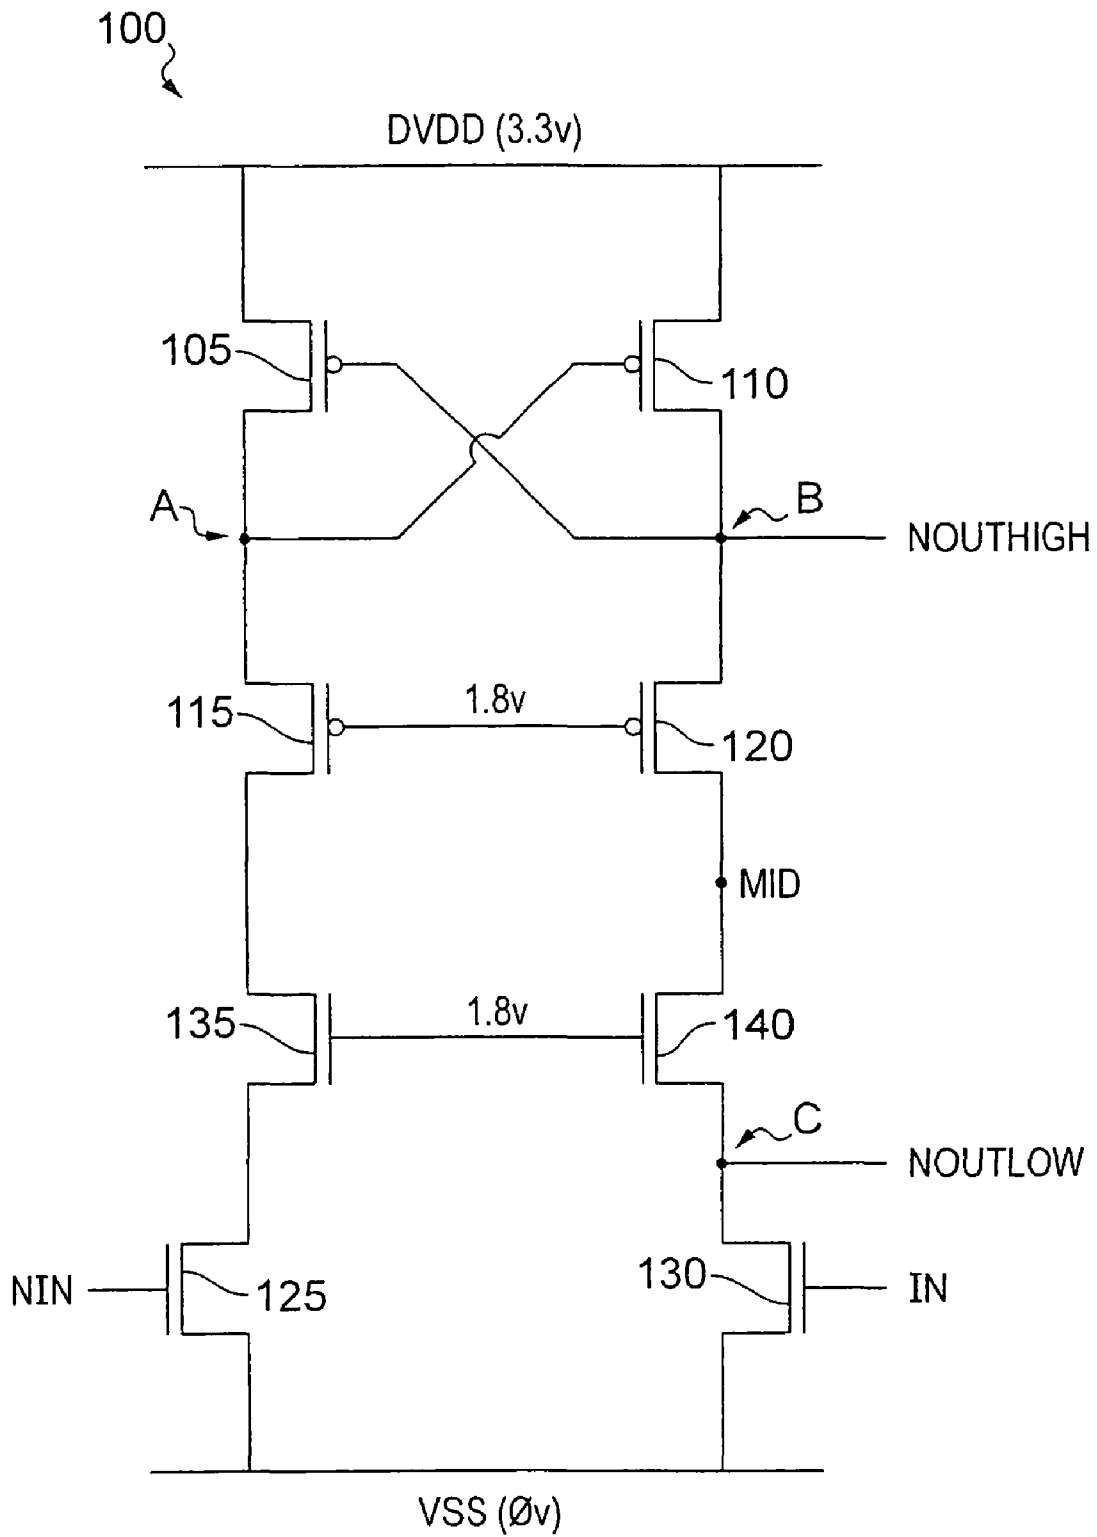 100
DVDD (3.3v)
105
110
A
B
NOUTHIGH
115
1.8v
120
MID
135
1.8v
140
C
NOUTLOW
NIN
125
130
IN
VSS (Øv)